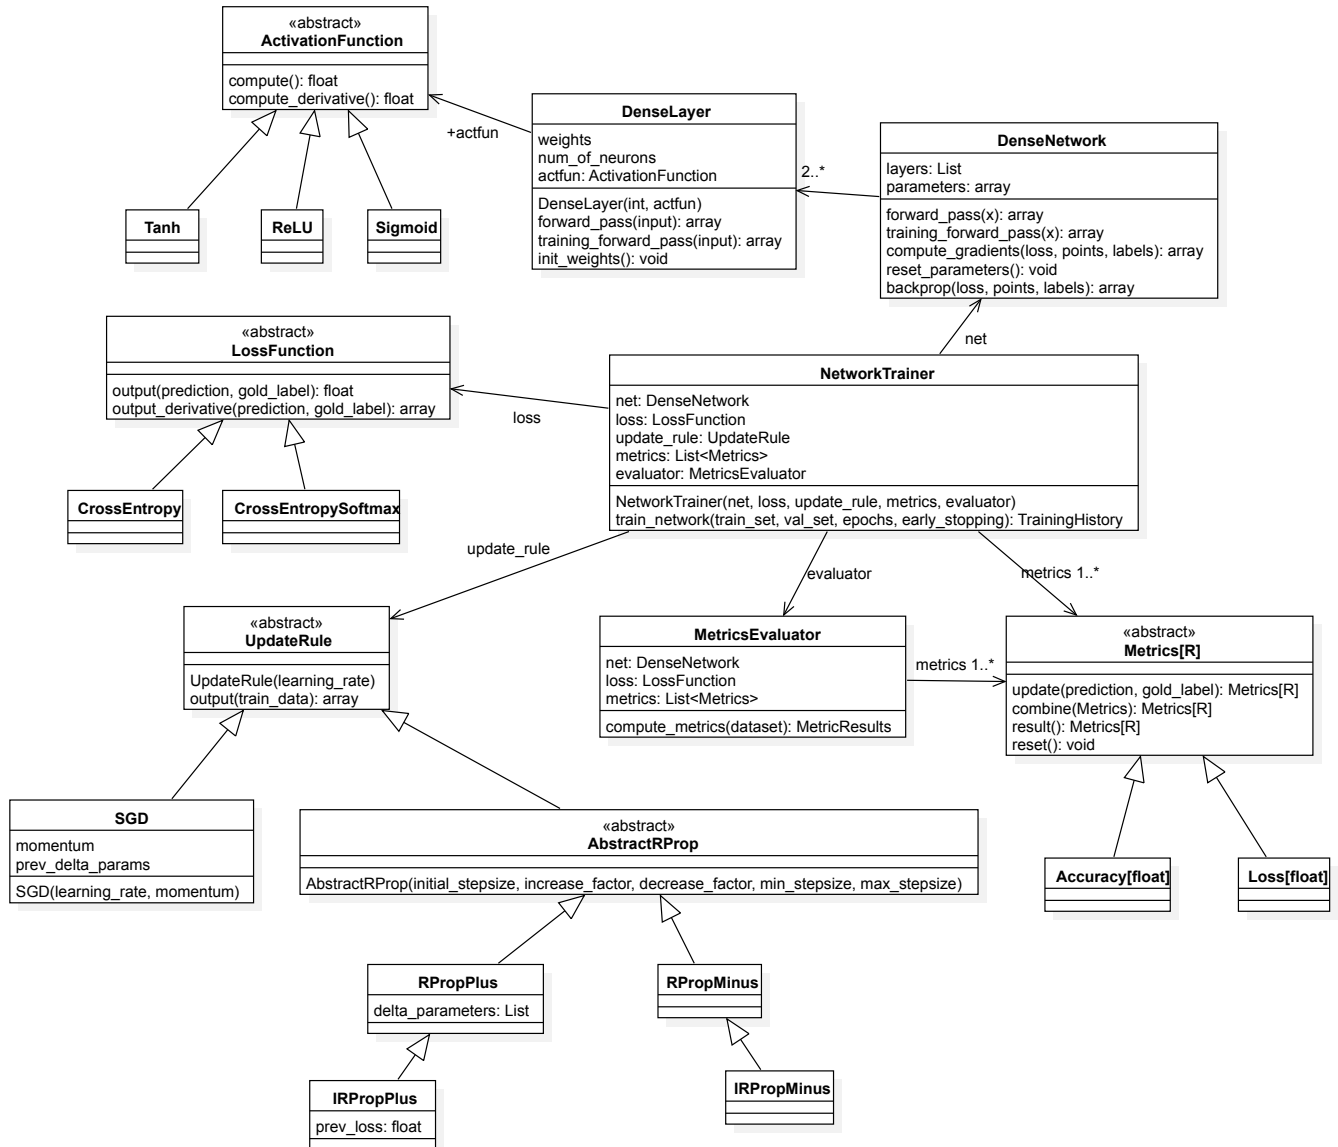 «abstract»
ActivationFunction
compute(): float
compute_derivative(): float
+actfun
Tanh
ReLU
Sigmoid
DenseLayer
weights
num_of_neurons
actfun: ActivationFunction
DenseLayer(int, actfun)
forward_pass(input): array
training_forward_pass(input): array
init_weights(): void
2..*
DenseNetwork
layers: List
parameters: array
forward_pass(x): array
training_forward_pass(x): array
compute_gradients(loss, points, labels): array
reset_parameters(): void
backprop(loss, points, labels): array
net
«abstract»
LossFunction
output(prediction, gold_label): float
output_derivative(prediction, gold_label): array
loss
CrossEntropy
CrossEntropySoftmax
NetworkTrainer
net: DenseNetwork
loss: LossFunction
update_rule: UpdateRule
metrics: List<Metrics>
evaluator: MetricsEvaluator
NetworkTrainer(net, loss, update_rule, metrics, evaluator)
train_network(train_set, val_set, epochs, early_stopping): TrainingHistory
update_rule
evaluator
metrics 1..*
«abstract»
UpdateRule
UpdateRule(learning_rate)
output(train_data): array
MetricsEvaluator
net: DenseNetwork
loss: LossFunction
metrics: List<Metrics>
compute_metrics(dataset): MetricResults
metrics 1..*
«abstract»
Metrics[R]
update(prediction, gold_label): Metrics[R]
combine(Metrics): Metrics[R]
result(): Metrics[R]
reset(): void
SGD
momentum
prev_delta_params
SGD(learning_rate, momentum)
«abstract»
AbstractRProp
AbstractRProp(initial_stepsize, increase_factor, decrease_factor, min_stepsize, max_stepsize)
Accuracy[float]
Loss[float]
RPropPlus
delta_parameters: List
RPropMinus
IRPropPlus
prev_loss: float
IRPropMinus